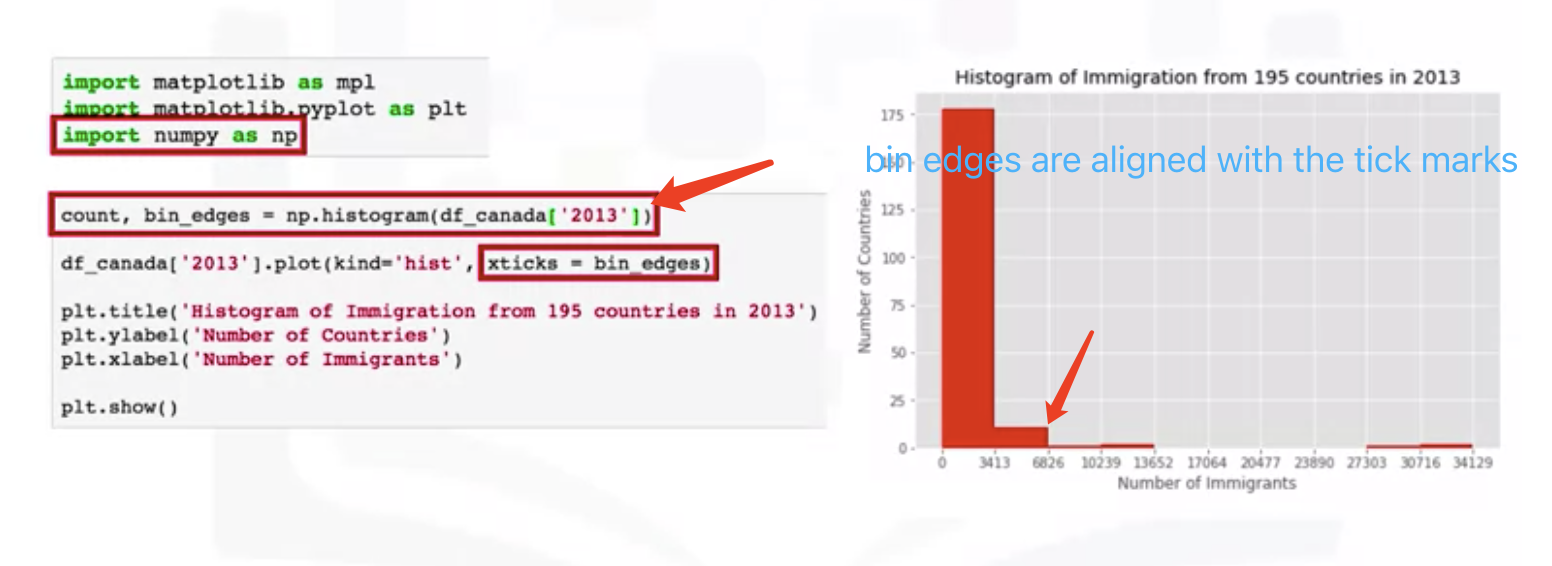 import matplotlib as mpl
import matplotlib.pyplot as plt
import numpy as np
count, bin_edges = np.histogram(df_canada['2013'])
df_canada['2013'].plot(kind='hist', xticks = bin_edges)
plt.title('Histogram of Immigration from 195 countries in 2013')
plt.ylabel('Number of Countries')
plt.xlabel('Number of Immigrants')
plt.show()
Histogram of Immigration from 195 countries in 2013
175
bin edges are aligned with the tick marks
150
125
100
75
50
25
0
Number of Countries
0 3413 6826 10239 13652 17064 20477 23890 27303 30716 34129
Number of Immigrants